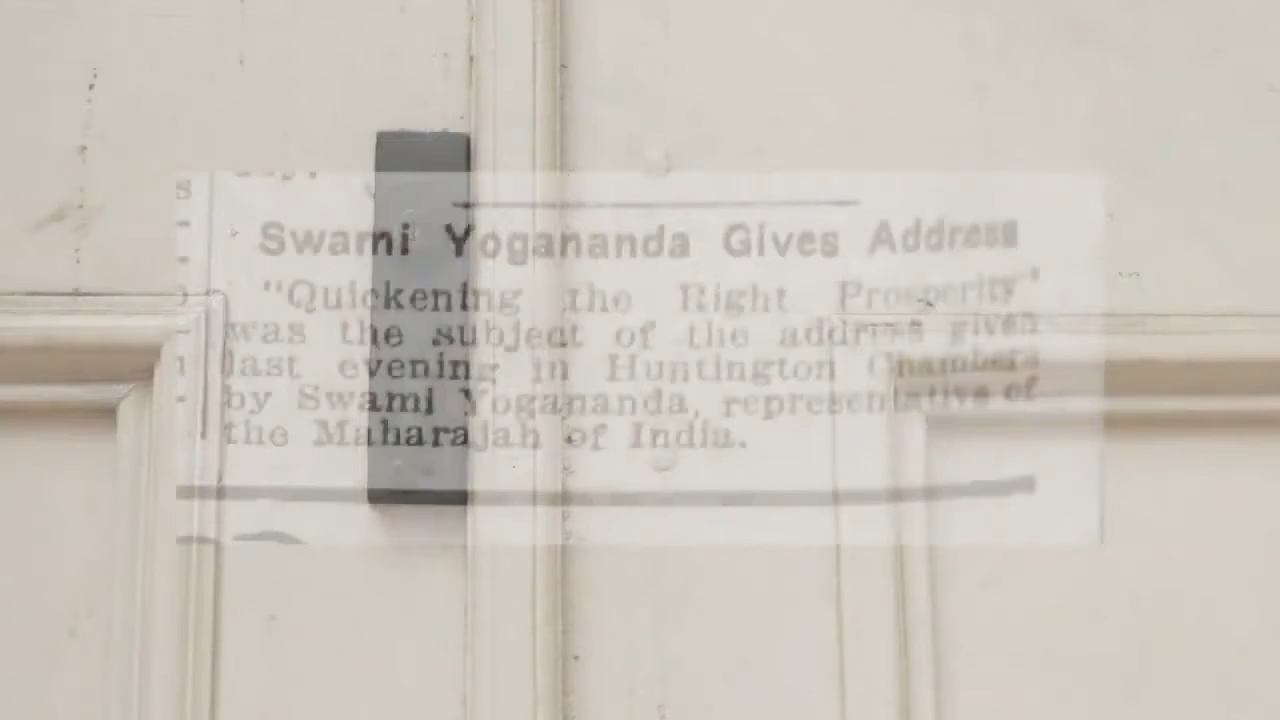 Swami Yogananda Gives Address
"Quickening the Right Prosperity"
was the subject of the address given
last evening in Huntington Chambers
by Swami Yogananda, representative of
the Maharajah of India.